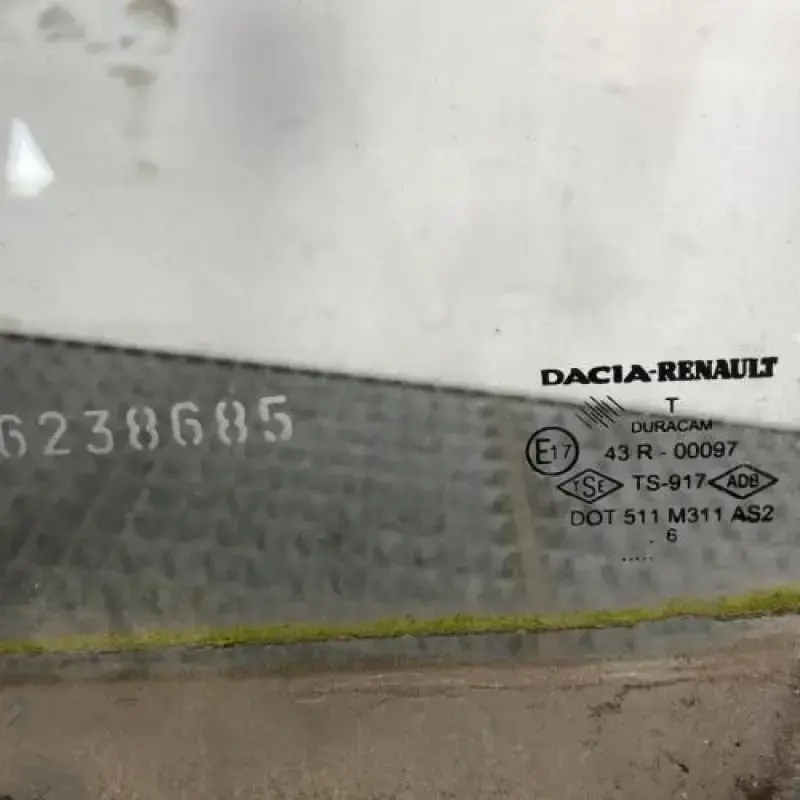 DACIA-RENAULT
T
DURACAM
6238685
E17 43 R - 00097
TSE TS-917 ADB
DOT 511 M311 AS2
6